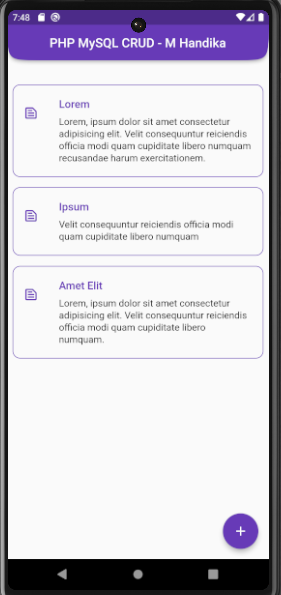 7:48
PHP MySQL CRUD - M Handika
Lorem
Lorem, ipsum dolor sit amet consectetur
adipisicing elit. Velit consequuntur reiciendis
officia modi quam cupiditate libero numquam
recusandae harum exercitationem.
Ipsum
Velit consequuntur reiciendis officia modi
quam cupiditate libero numquam
Amet Elit
Lorem, ipsum dolor sit amet consectetur
adipisicing elit. Velit consequuntur reiciendis
officia modi quam cupiditate libero
numquam.
+